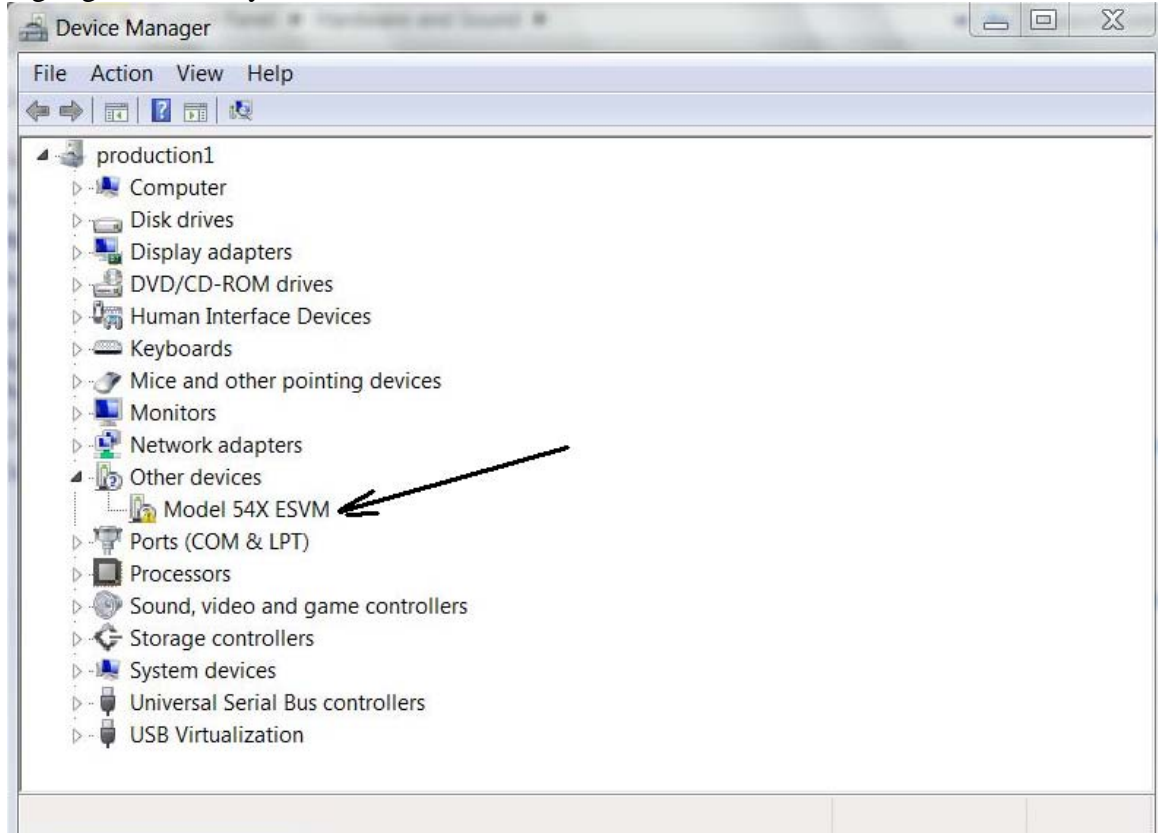 Device Manager
File Action View Help
production1
Computer
Disk drives
Display adapters
DVD/CD-ROM drives
Human Interface Devices
Keyboards
Mice and other pointing devices
Monitors
Network adapters
Other devices
Model 54X ESVM
Ports (COM & LPT)
Processors
Sound, video and game controllers
Storage controllers
System devices
Universal Serial Bus controllers
USB Virtualization